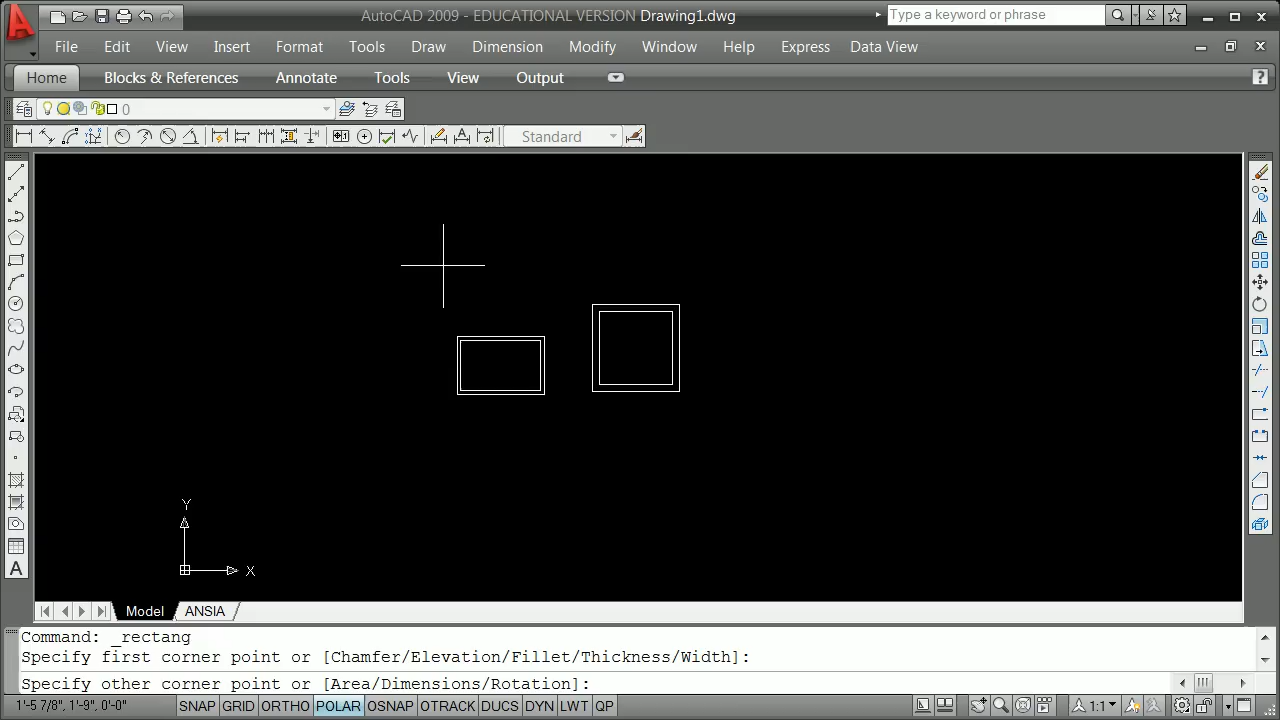 AutoCAD 2009 - EDUCATIONAL VERSION Drawing1.dwg
Type a keyword or phrase
File Edit View Insert Format Tools Draw Dimension Modify Window Help Express Data View
Home Blocks & References Annotate Tools View Output
0
Standard
A
Y
X
Model ANSIA
Command: _rectang
Specify first corner point or [Chamfer/Elevation/Fillet/Thickness/Width]:
Specify other corner point or [Area/Dimensions/Rotation]:
1'-5 7/8", 1'-9", 0'-0" SNAP GRID ORTHO POLAR OSNAP OTRACK DUCS DYN LWT QP 1:1